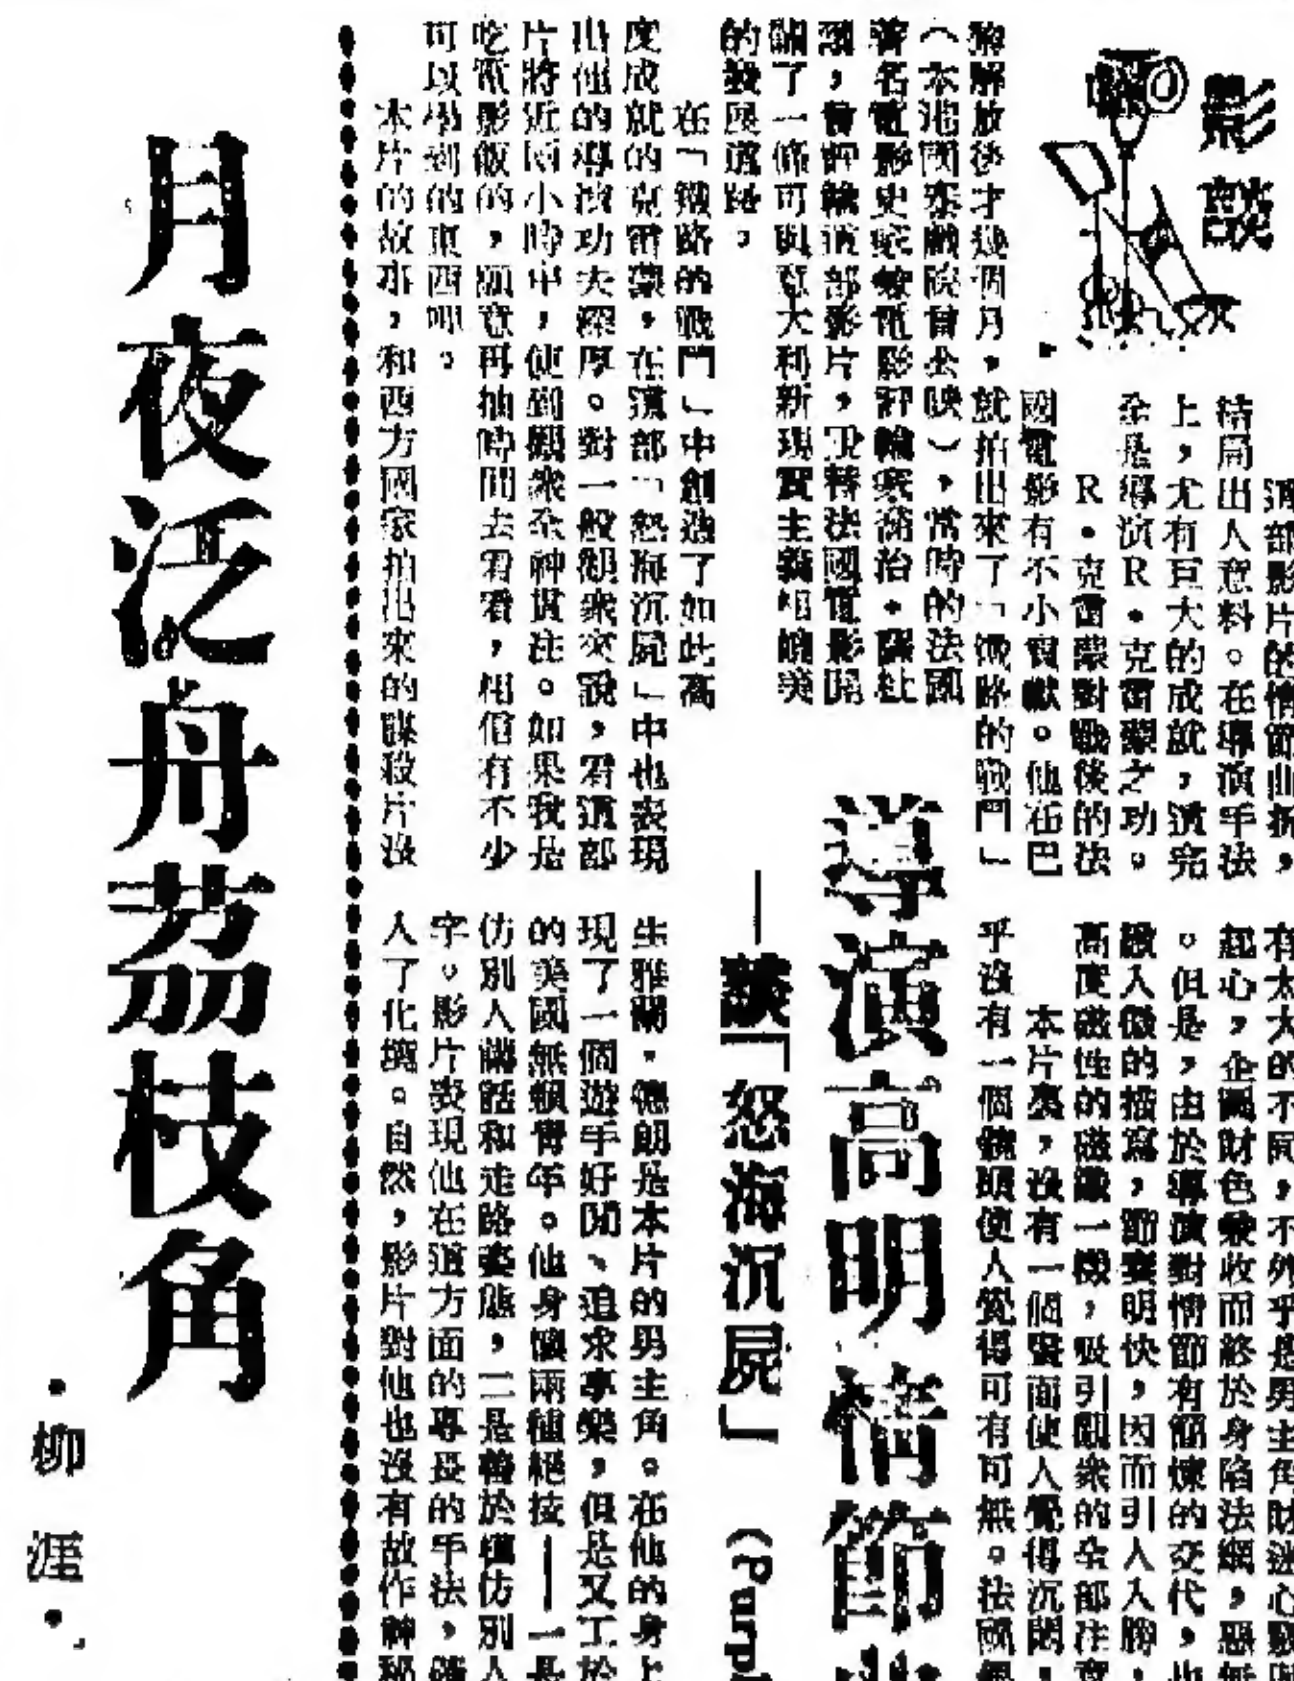 影談
這部影片的情節曲折，
結局出人意料。在導演手法
上，尤有巨大的成就，演完
全是導演R·克雷蒙之功。
R·克雷蒙對戰後的法
國電影有不小貢獻。他在巴
黎解放後才幾個月，就拍出來了「鐵路的戰鬥」
（本港國泰戲院曾公映），當時的法國
著名電影史家兼電影評論家喬治·薩杜
爾，曾評論這部影片，說替法國電影開
闢了一條可與意大利新現實主義相媲美
的發展道路。
在「鐵路的戰鬥」中創造了如此高
度成就的克雷蒙，在這部「怒海沉屍」中也表現
出他的導演功夫深厚。對一般觀衆來說，看這部
片將近兩小時中，使到觀衆全神貫注。如果我是
吃電影飯的，願意再抽時間去看看，相信有不少
可以學到的東西呢。
本片的故事，和西方國家拍出來的謀殺片沒
有太大的不同，不外乎是男主角財迷心竅
起心，企圖財色兼收而終於身陷法網，惡
。但是，由於導演對情節有簡煉的交代，
緻入微的描寫，節奏明快，因而引人入勝，
高度磁性的磁鐵一樣，吸引觀衆的全部注意
本片裏，沒有一個畫面使人覺得沉悶，
乎沒有一個鏡頭使人覺得可有可無。法國
導演高明情節
——談「怒海沉屍」（Purp
生雅蘭·德朗是本片的男主角。在他的身上
現了一個遊手好閒、追求享樂，但是又工於
的美國無賴青年。他身懷兩種絕技——一是
仿別人講話和走路姿態，二是善於模仿別人
字。影片表現他在這方面的專長的手法，
人了化境。自然，影片對他也沒有故作神秘
月夜泛舟荔枝角
·柳涯·